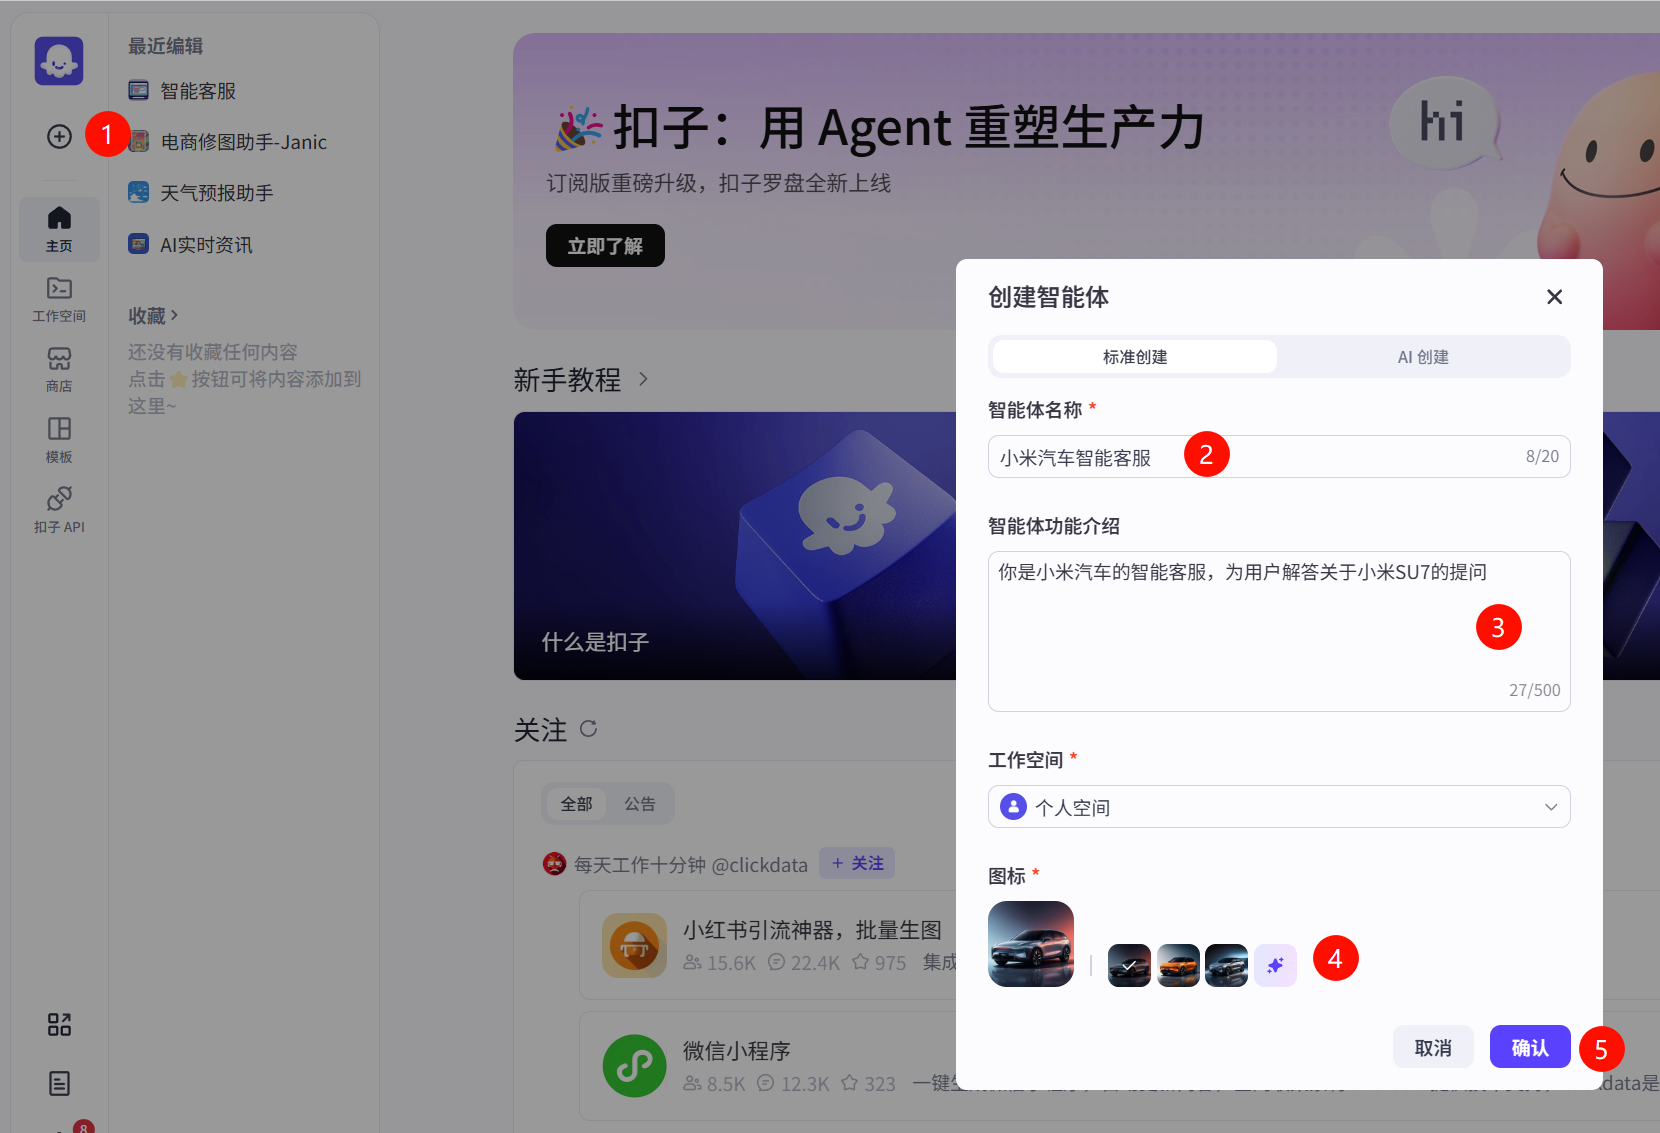 最近编辑
智能客服
电商修图助手-Janic
天气预报助手
AI实时资讯
收藏
还没有收藏任何内容
点击⭐按钮可将内容添加到
这里~
1
主页
工作空间
商店
模板
扣子 API
8
扣子：用 Agent 重塑生产力
订阅版重磅升级，扣子罗盘全新上线
立即了解
hi
新手教程
什么是扣子
关注
全部
公告
每天工作十分钟 @clickdata
+ 关注
小红书引流神器，批量生图
15.6K 22.4K 975 集成
微信小程序
8.5K 12.3K 323 一键
data是
创建智能体
标准创建
AI 创建
智能体名称 *
小米汽车智能客服
2
8/20
智能体功能介绍
你是小米汽车的智能客服，为用户解答关于小米SU7的提问
3
27/500
工作空间 *
个人空间
图标 *
4
取消
确认
5